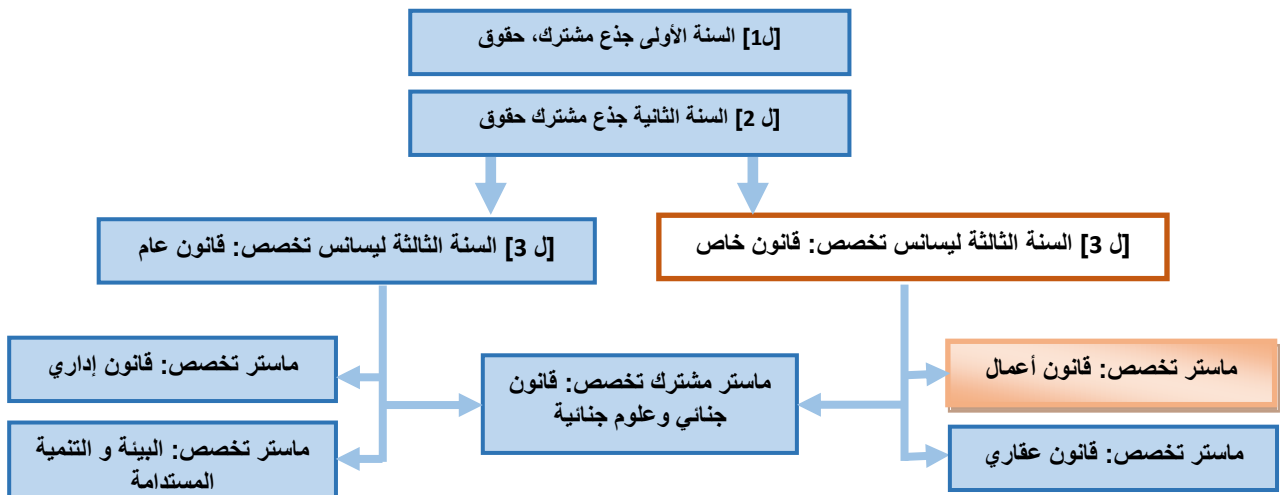 [ل1] السنة الأولى جذع مشترك، حقوق
[ل 2] السنة الثانية جذع مشترك حقوق
[ل 3] السنة الثالثة ليسانس تخصص: قانون خاص
[ل 3] السنة الثالثة ليسانس تخصص: قانون عام
ماستر تخصص: قانون أعمال
ماستر مشترك تخصص: قانون
جنائي وعلوم جنائية
ماستر تخصص: قانون إداري
ماستر تخصص: قانون عقاري
ماستر تخصص: البيئة و التنمية
المستدامة